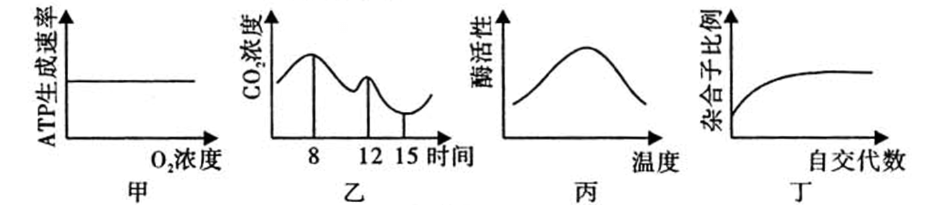 ATP生成速率
O₂浓度
甲
CO₂浓度
8 12 15 时间
乙
酶活性
温度
丙
杂合子比例
自交代数
丁